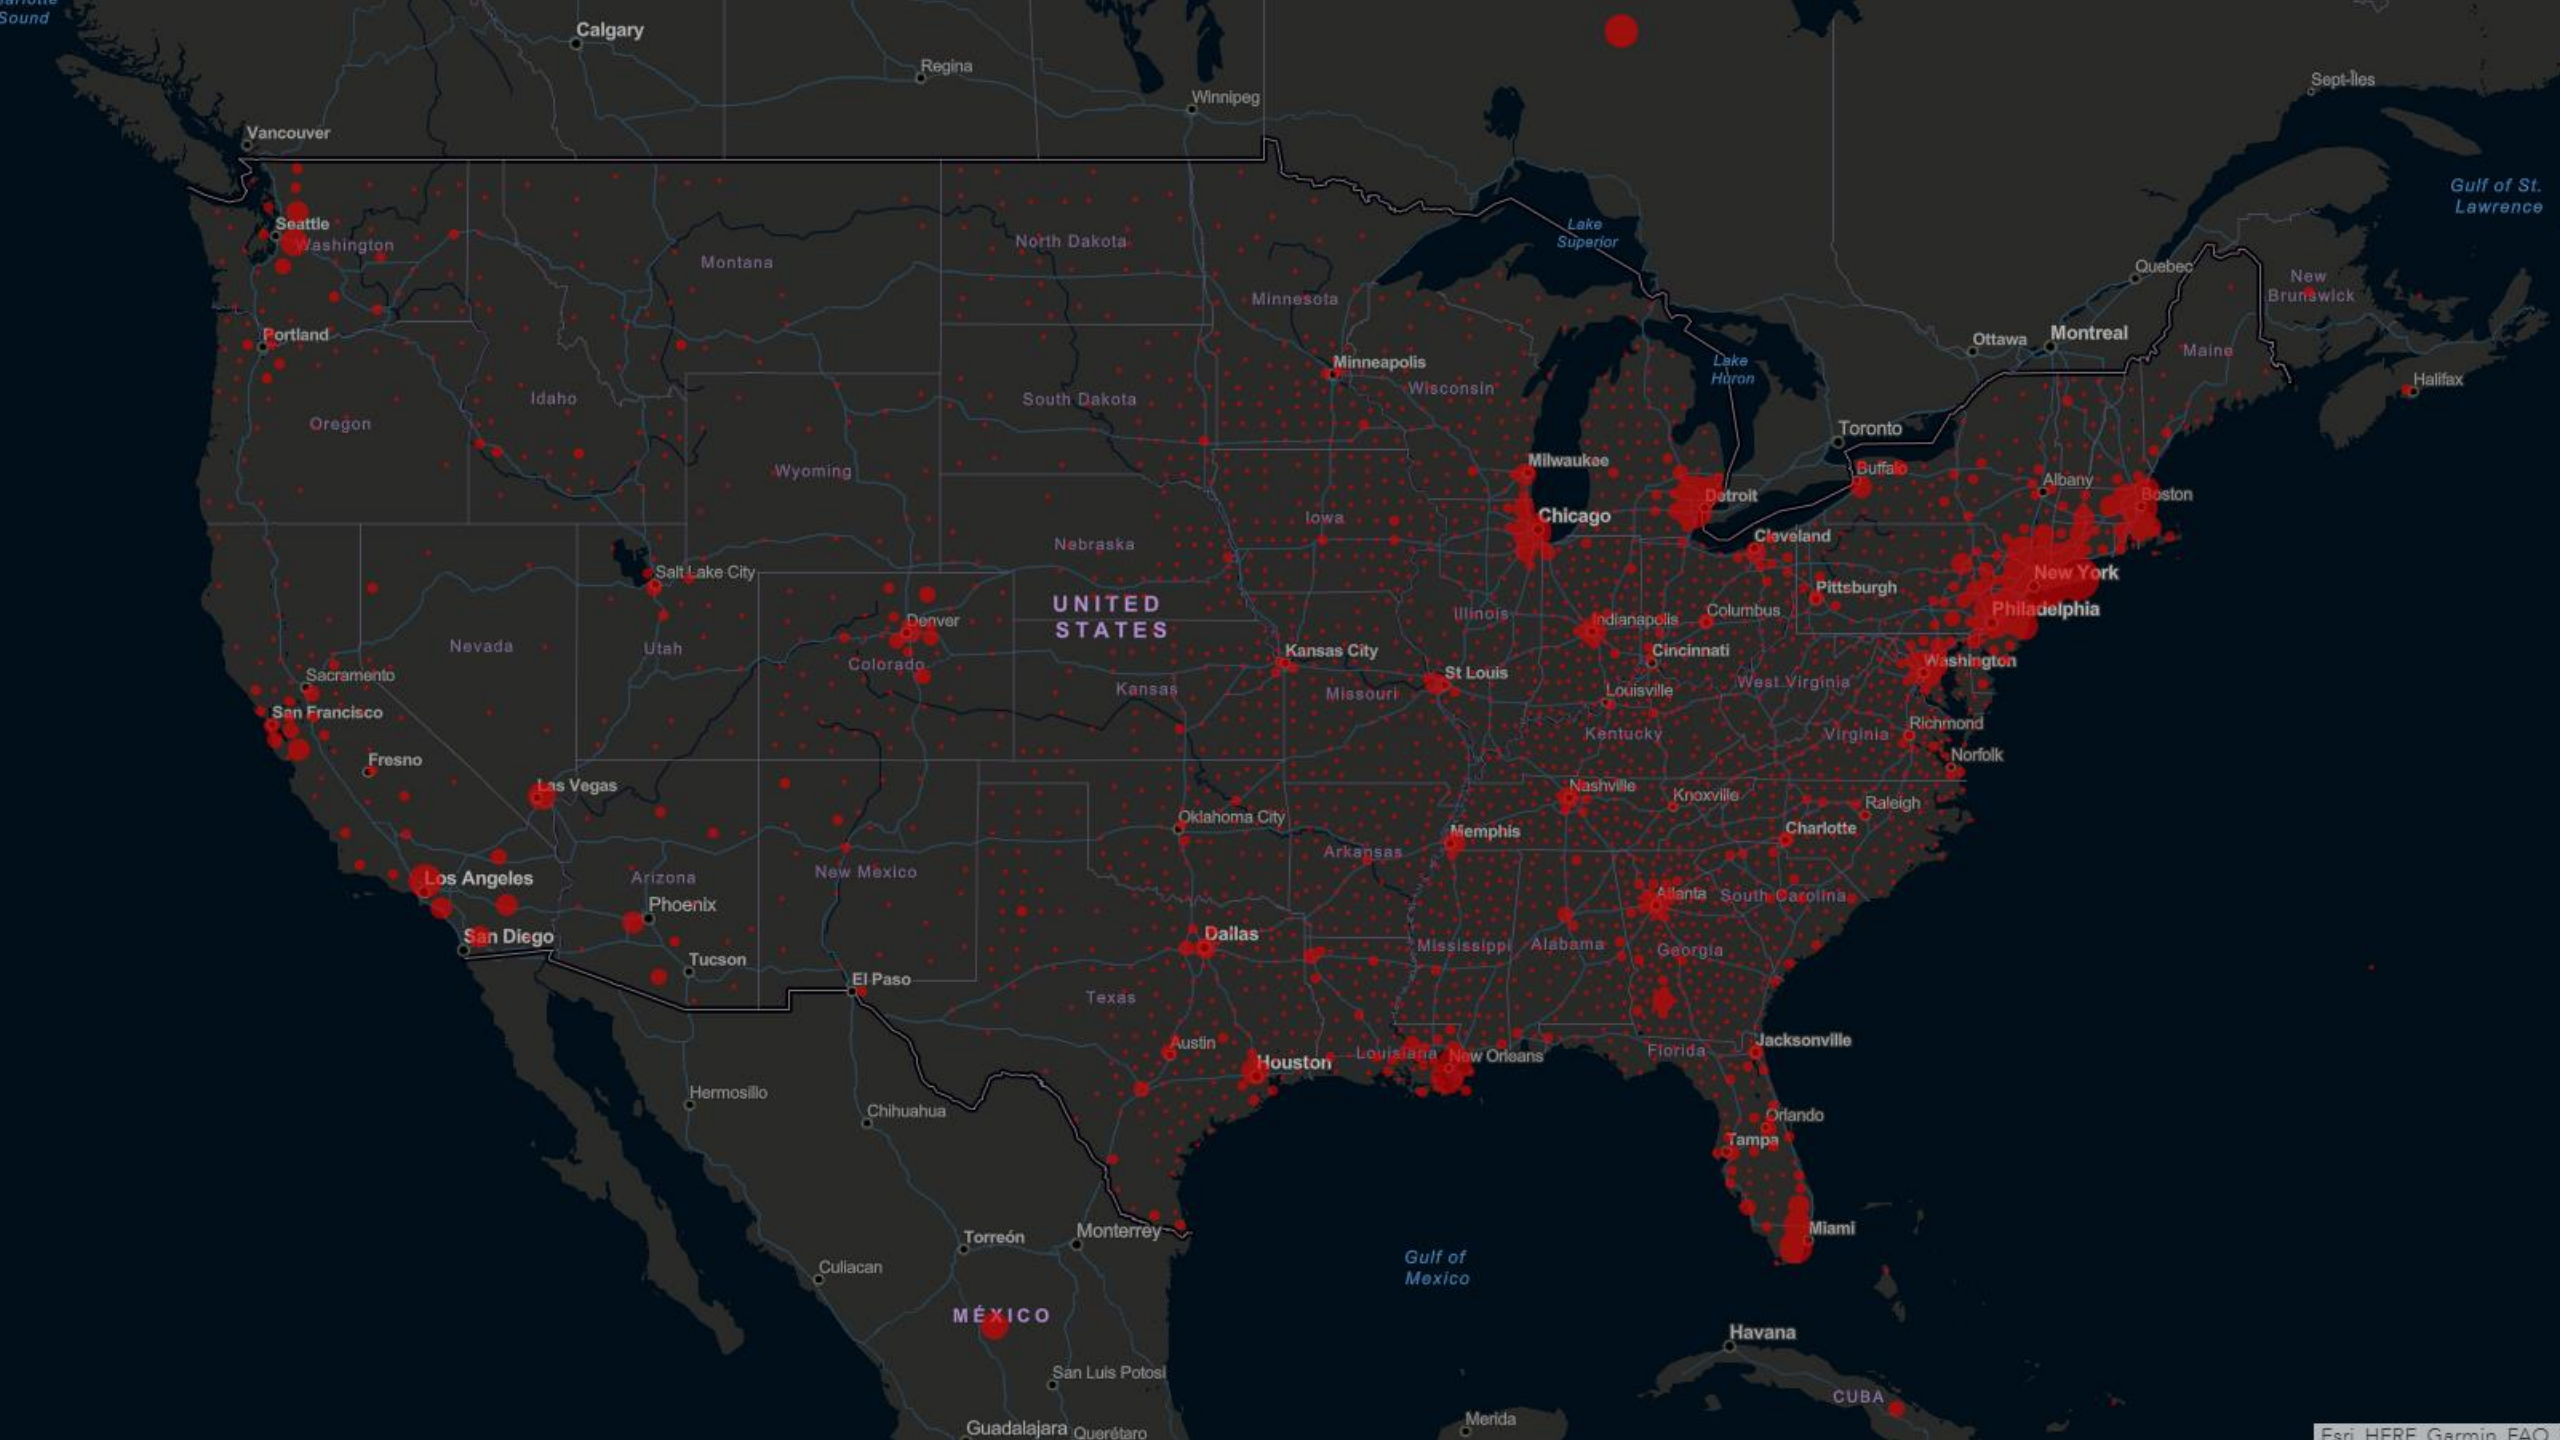 Sound
Calgary
Regina
Winnipeg
Sept-Îles
Vancouver
Gulf of St.
Lawrence
Seattle
Washington
North Dakota
Montana
Lake
Superior
Quebec
New
Brunswick
Minnesota
Portland
Ottawa
Montreal
Maine
Minneapolis
Lake
Huron
Wisconsin
Halifax
Idaho
South Dakota
Oregon
Toronto
Milwaukee
Buffalo
Wyoming
Albany
Boston
Detroit
Chicago
Iowa
Cleveland
Nebraska
Salt Lake City
New York
Pittsburgh
UNITED
STATES
Philadelphia
Illinois
Columbus
Denver
Indianapolis
Nevada
Utah
Kansas City
Cincinnati
Washington
Colorado
Sacramento
St Louis
West Virginia
Kansas
Missouri
Louisville
San Francisco
Richmond
Kentucky
Virginia
Norfolk
Fresno
Las Vegas
Nashville
Knoxville
Raleigh
Oklahoma City
Memphis
Charlotte
Arkansas
Los Angeles
Arizona
New Mexico
Atlanta
South Carolina
Phoenix
San Diego
Dallas
Mississippi
Alabama
Georgia
Tucson
El Paso
Texas
Austin
Jacksonville
Houston
Louisiana
New Orleans
Florida
Hermosillo
Chihuahua
Orlando
Tampa
Torreón
Monterrey
Miami
Culiacan
Gulf of
Mexico
MÉXICO
Havana
San Luis Potosi
CUBA
Merida
Guadalajara
Querétaro
Esri, HERE, Garmin, FAO,